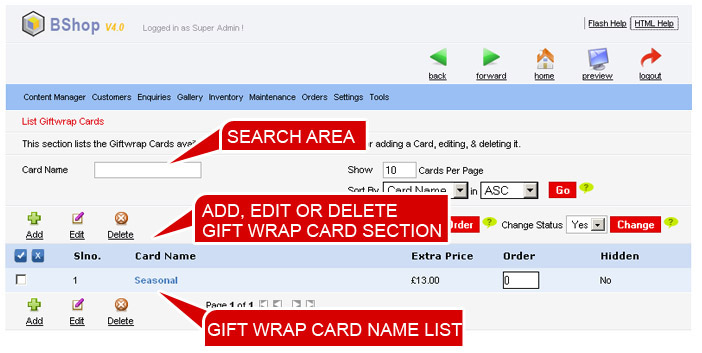 BShop V4.0 Logged in as Super Admin ! Flash Help HTML Help
back forward home preview logout
Content Manager Customers Enquiries Gallery Inventory Maintenance Orders Settings Tools
List Giftwrap Cards
This section lists the Giftwrap Cards or adding a Card, editing, & deleting it.
SEARCH AREA
Card Name Show 10 Cards Per Page
Sort By Card Name in ASC Go ?
ADD, EDIT OR DELETE
GIFT WRAP CARD SECTION
Add Edit Delete Order ? Change Status Yes Change ?
X Slno. Card Name Extra Price Order Hidden
1 Seasonal £13.00 0 No
Add Edit Delete Page 1 of 1
GIFT WRAP CARD NAME LIST